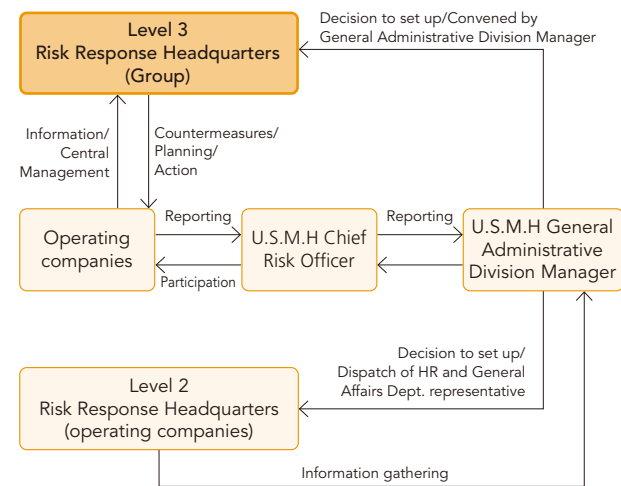 Level 3
Risk Response Headquarters
(Group)
Decision to set up/Convened by
General Administrative Division Manager
Information/
Central
Management
Countermeasures/
Planning/
Action
Operating
companies
Reporting
Participation
U.S.M.H Chief
Risk Officer
Reporting
U.S.M.H General
Administrative
Division Manager
Decision to set up/
Dispatch of HR and General
Affairs Dept. representative
Level 2
Risk Response Headquarters
(operating companies)
Information gathering